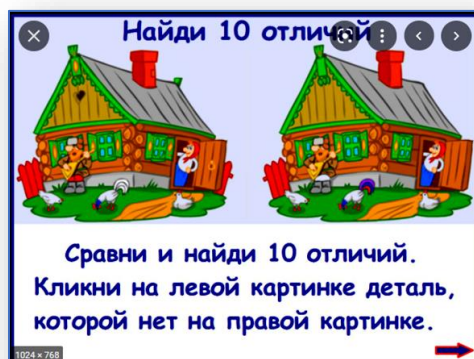 Найди 10 отличий
Сравни и найди 10 отличий.
Кликни на левой картинке деталь,
которой нет на правой картинке.
1024 × 768